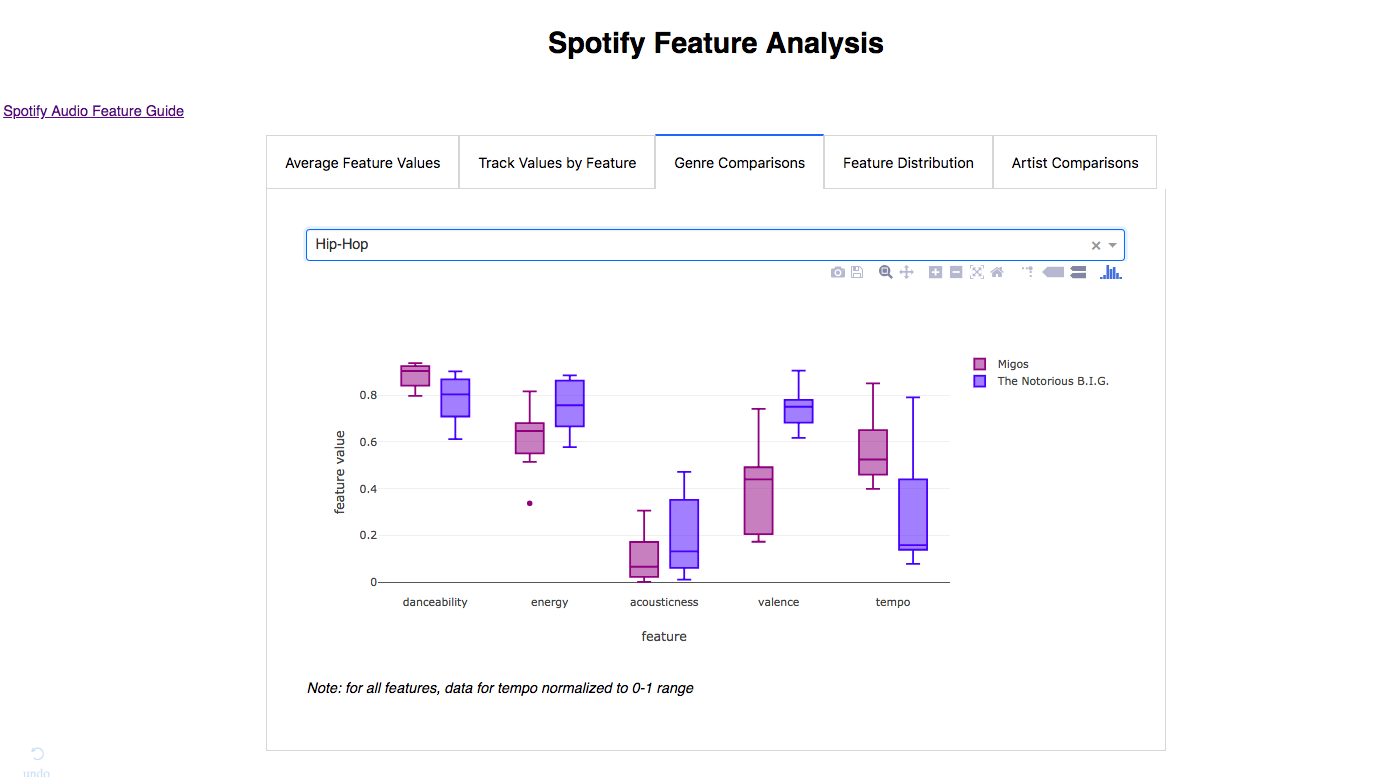 Spotify Feature Analysis
Spotify Audio Feature Guide
Average Feature Values
Track Values by Feature
Genre Comparisons
Feature Distribution
Artist Comparisons
Hip-Hop
Migos
The Notorious B.I.G.
feature value
0.8
0.6
0.4
0.2
0
danceability
energy
acousticness
valence
tempo
feature
Note: for all features, data for tempo normalized to 0-1 range
undo